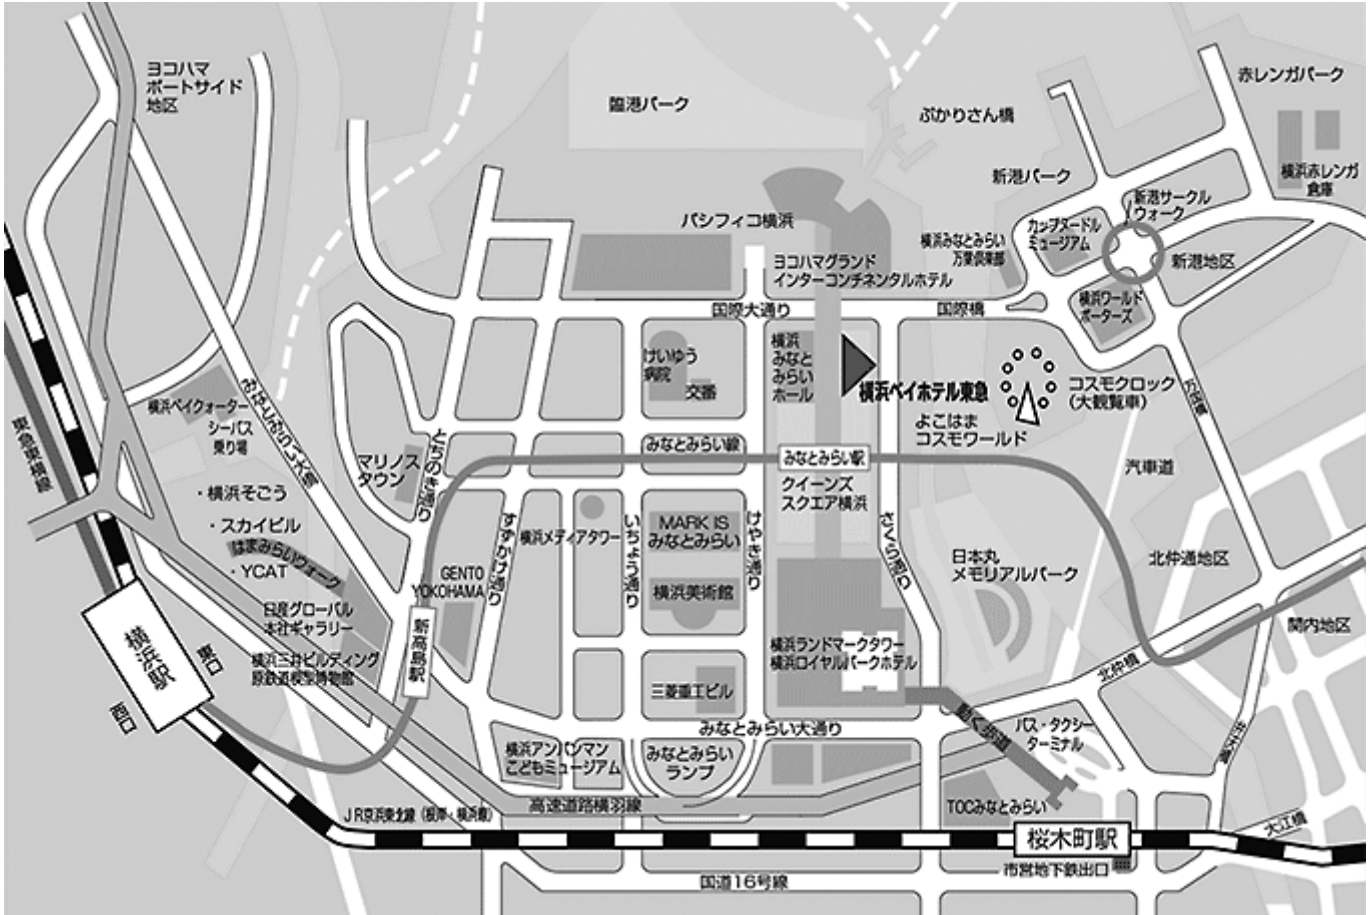 ヨコハマ
ポートサイド
地区
臨港パーク
ぷかりさん橋
赤レンガパーク
新港パーク
横浜赤レンガ
倉庫
新港サークル
ウォーク
パシフィコ横浜
カップヌードル
ミュージアム
横浜みなとみらい
万葉倶楽部
新港地区
ヨコハマグランド
インターコンチネンタルホテル
横浜ワールド
ポーターズ
国際大通り
国際橋
けいゆう
病院
交番
横浜
みなと
みらい
ホール
横浜ベイホテル東急
コスモクロック
(大観覧車)
よこはま
コスモワールド
万国橋
横浜ベイクォーター
シーバス
乗り場
みなとみらい大橋
東急東横線
マリノス
タウン
とちのき通り
みなとみらい線
みなとみらい駅
クイーンズ
スクエア横浜
汽車道
・横浜そごう
・スカイビル
はまみらいウォーク
・YCAT
すずかけ通り
横浜メディアタワー
いちょう通り
MARK IS
みなとみらい
けやき通り
さくら通り
日本丸
メモリアルパーク
北仲通地区
GENTO
YOKOHAMA
横浜美術館
日産グローバル
本社ギャラリー
新高島駅
関内地区
横浜駅
東口
西口
横浜三井ビルディング
原鉄道模型博物館
横浜ランドマークタワー
横浜ロイヤルパークホテル
北仲橋
三菱重工ビル
みなとみらい大通り
動く歩道
バス・タクシー
ターミナル
弁天橋
横浜アンパンマン
こどもミュージアム
みなとみらい
ランプ
高速道路横羽線
TOCみなとみらい
JR京浜東北線(根岸・横浜線)
桜木町駅
大江橋
市営地下鉄出口
国道16号線